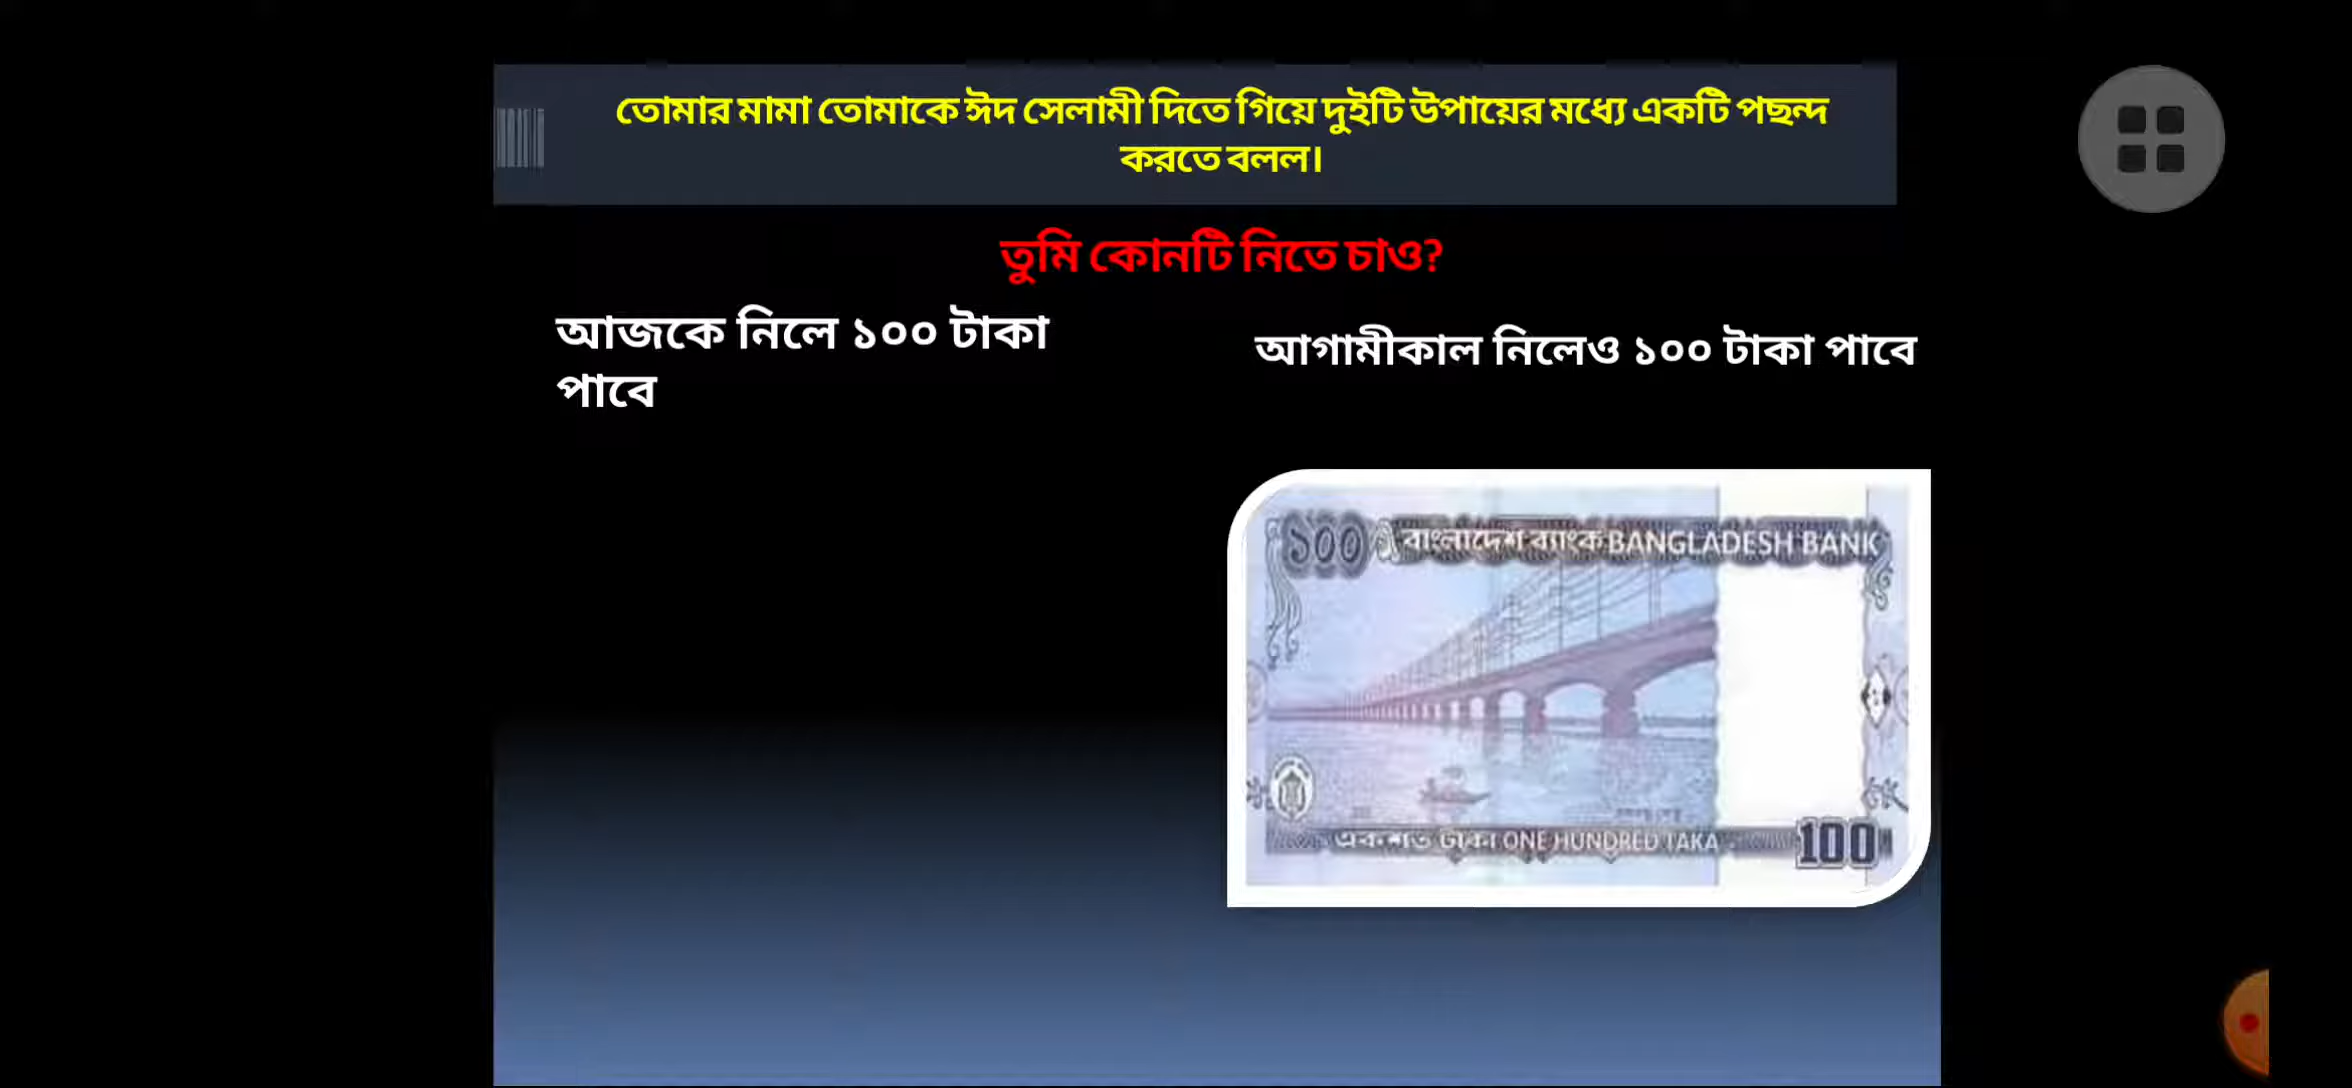 তোমার মামা তোমাকে ঈদ সেলামী দিতে গিয়ে দুইটি উপায়ের মধ্যে একটি পছন্দ
করতে বলল।
তুমি কোনটি নিতে চাও?
আজকে নিলে ১০০ টাকা
পাবে
আগামীকাল নিলেও ১০০ টাকা পাবে
১০০ বাংলাদেশ ব্যাংক BANGLADESH BANK
একশত টাকা ONE HUNDRED TAKA
100